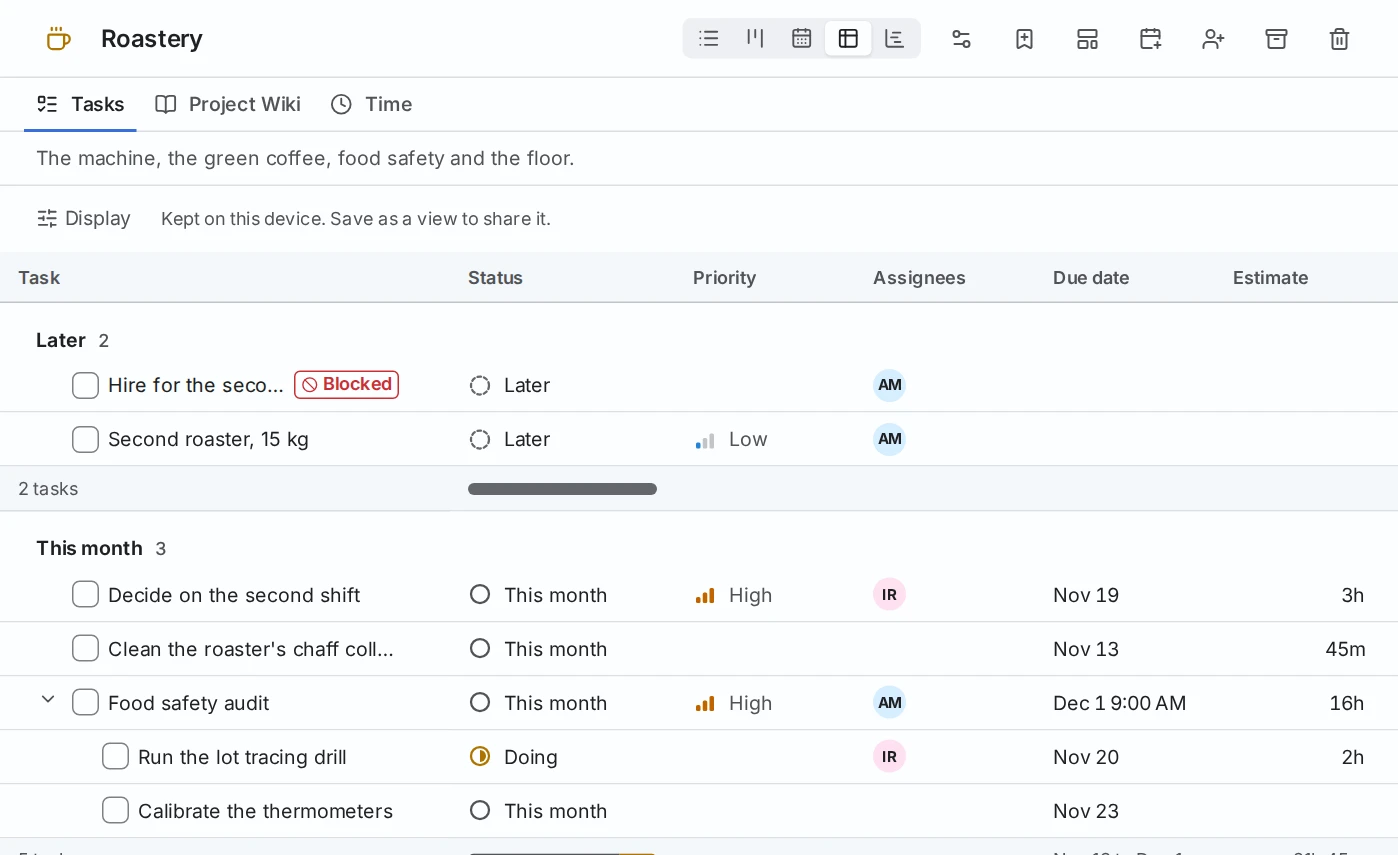 Roastery
Tasks Project Wiki Time
The machine, the green coffee, food safety and the floor.
Display Kept on this device. Save as a view to share it.
Task Status Priority Assignees Due date Estimate
Later 2
Hire for the seco... Blocked Later AM
Second roaster, 15 kg Later Low AM
2 tasks
This month 3
Decide on the second shift This month High IR Nov 19 3h
Clean the roaster's chaff coll... This month Nov 13 45m
Food safety audit This month High AM Dec 1 9:00 AM 16h
Run the lot tracing drill Doing IR Nov 20 2h
Calibrate the thermometers This month Nov 23